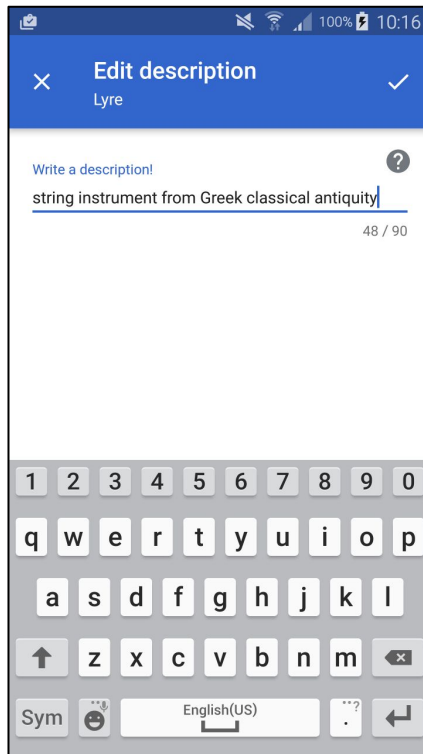 100% 10:16
Edit description
Lyre
Write a description!
?
string instrument from Greek classical antiquity
48 / 90
1 2 3 4 5 6 7 8 9 0
q w e r t y u i o p
a s d f g h j k l
z x c v b n m
Sym English(US) . ...?